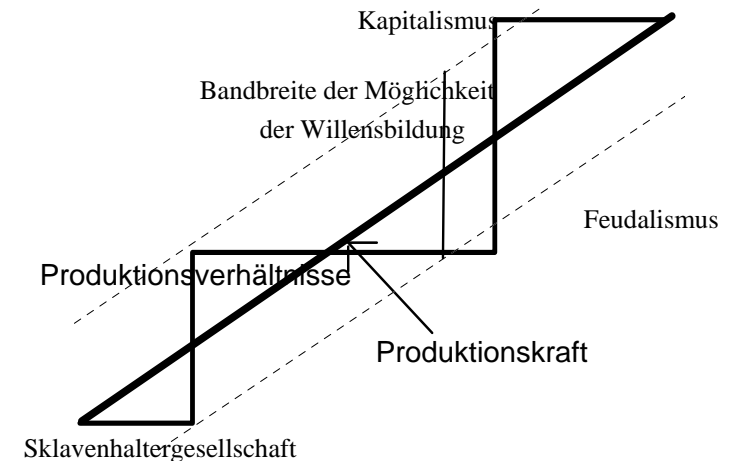 Kapitalismus
Bandbreite der Möglichkeit
der Willensbildung
Feudalismus
Produktionsverhältnisse
Produktionskraft
Sklavenhaltergesellschaft